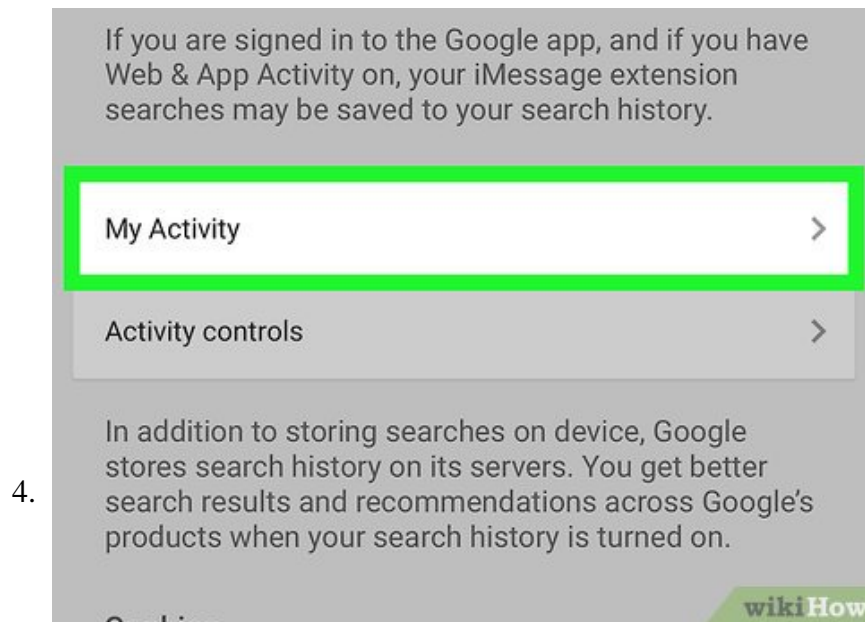 If you are signed in to the Google app, and if you have
Web & App Activity on, your iMessage extension
searches may be saved to your search history.
My Activity
Activity controls
In addition to storing searches on device, Google
stores search history on its servers. You get better
4.
search results and recommendations across Google's
products when your search history is turned on.
wikiHow